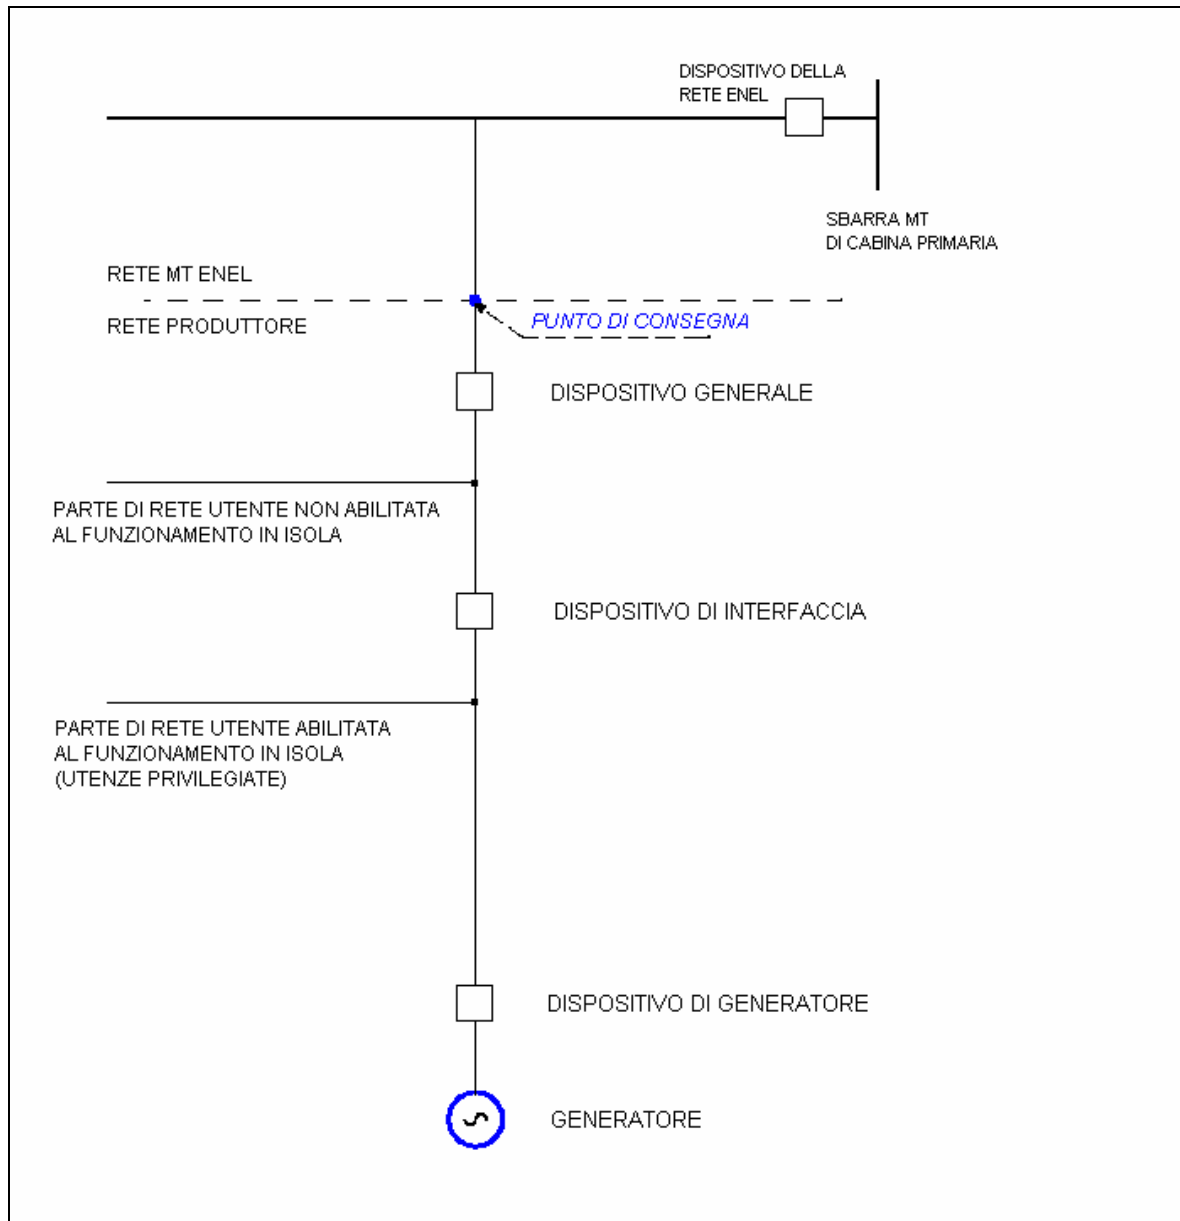 DISPOSITIVO DELLA
RETE ENEL
SBARRA MT
DI CABINA PRIMARIA
RETE MT ENEL
RETE PRODUTTORE
PUNTO DI CONSEGNA
DISPOSITIVO GENERALE
PARTE DI RETE UTENTE NON ABILITATA
AL FUNZIONAMENTO IN ISOLA
DISPOSITIVO DI INTERFACCIA
PARTE DI RETE UTENTE ABILITATA
AL FUNZIONAMENTO IN ISOLA
(UTENZE PRIVILEGIATE)
DISPOSITIVO DI GENERATORE
GENERATORE